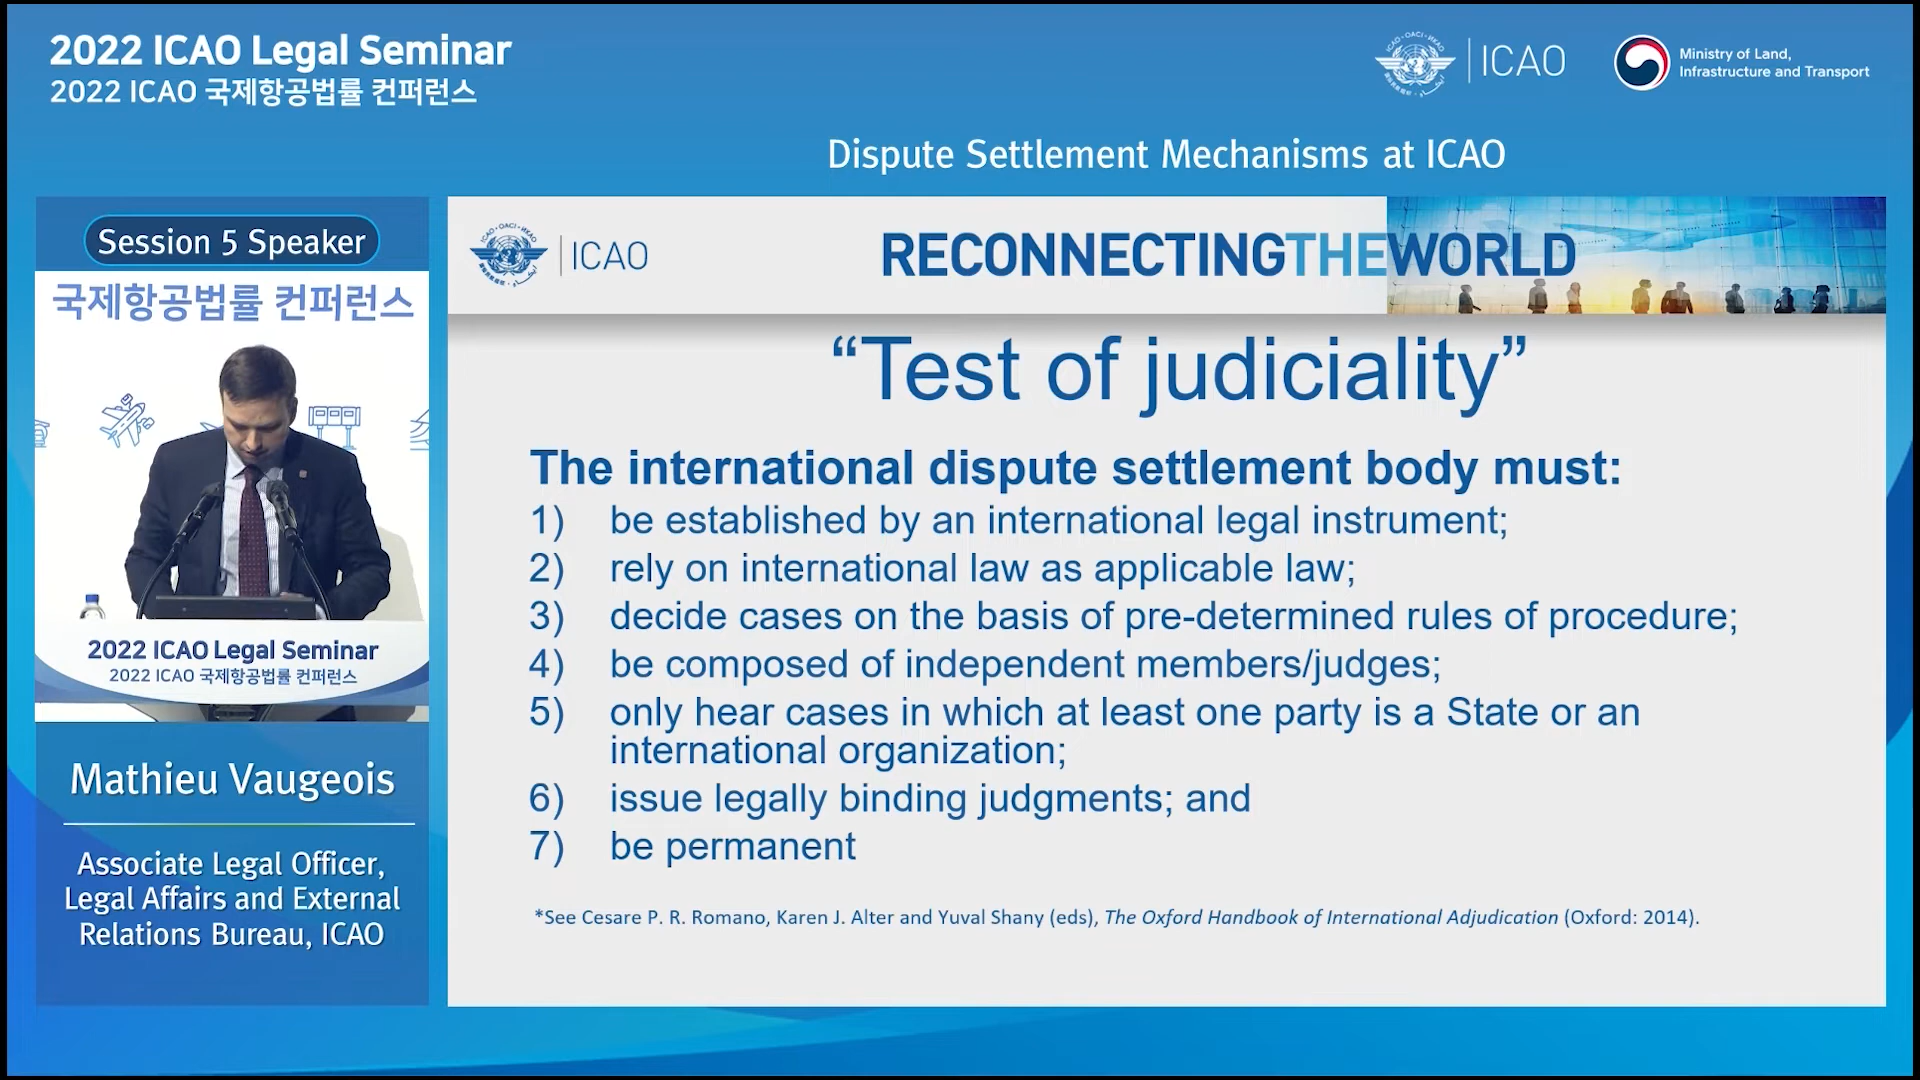 2022 ICAO Legal Seminar
2022 ICAO 국제항공법률 컨퍼런스
ICAO
Ministry of Land,
Infrastructure and Transport
Dispute Settlement Mechanisms at ICAO
Session 5 Speaker
국제항공법률 컨퍼런스
2022 ICAO Legal Seminar
2022 ICAO 국제항공법률 컨퍼런스
Mathieu Vaugeois
Associate Legal Officer,
Legal Affairs and External
Relations Bureau, ICAO
ICAO
RECONNECTINGTHEWORLD
“Test of judiciality”
The international dispute settlement body must:
1) be established by an international legal instrument;
2) rely on international law as applicable law;
3) decide cases on the basis of pre-determined rules of procedure;
4) be composed of independent members/judges;
5) only hear cases in which at least one party is a State or an
international organization;
6) issue legally binding judgments; and
7) be permanent
*See Cesare P. R. Romano, Karen J. Alter and Yuval Shany (eds), The Oxford Handbook of International Adjudication (Oxford: 2014).